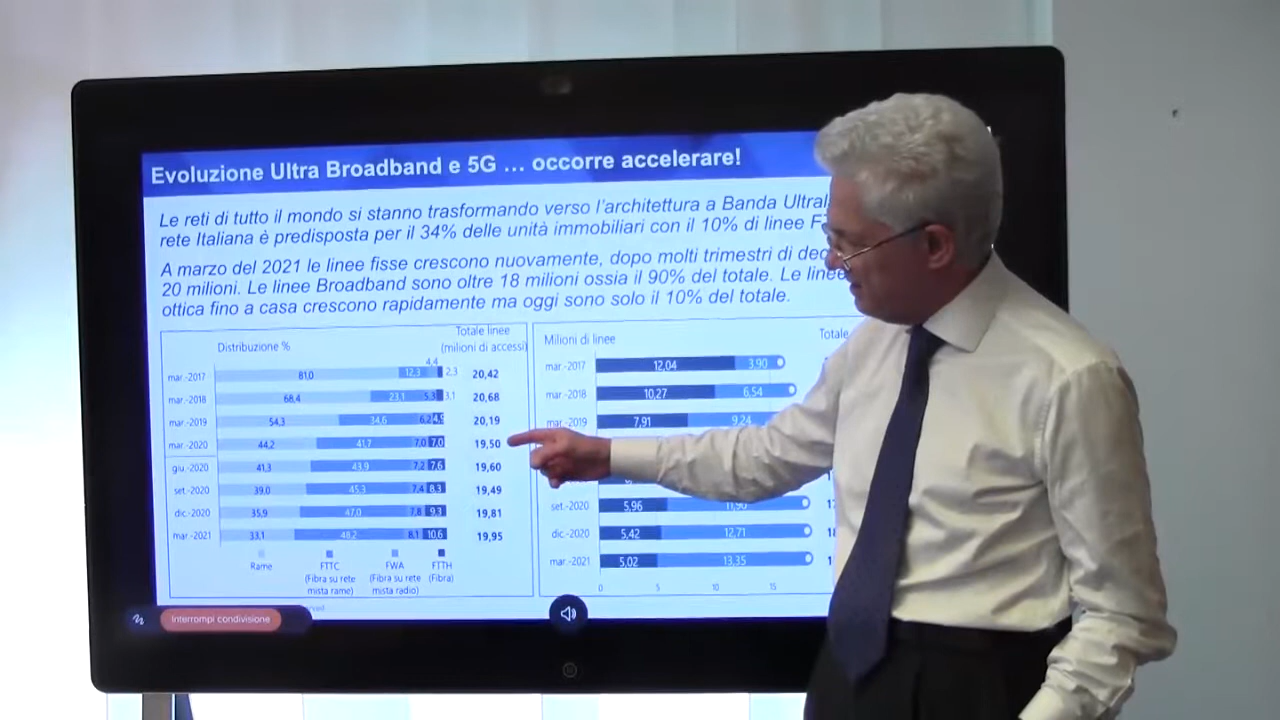 Evoluzione Ultra Broadband e 5G … occorre accelerare!
Le reti di tutto il mondo si stanno trasformando verso l'architettura a Banda
rete Italiana è predisposta per il 34% delle unità immobiliari con il 10% di linee
A marzo del 2021 le linee fisse crescono nuovamente, dopo molti trimestri di
20 milioni. Le linee Broadband sono oltre 18 milioni ossia il 90% del totale. Le
ottica fino a casa crescono rapidamente ma oggi sono solo il 10% del totale.
Distribuzione %
Totale linee
(milioni di accessi)
4,4
mar.-2017 81,0 12,3 2,3 20,42
mar.-2018 68,4 23,1 5,3 3,1 20,68
mar.-2019 54,3 34,6 6,2 4,9 20,19
mar.-2020 44,2 41,7 7,0 7,0 19,50
giu.-2020 41,3 43,9 7,2 7,6 19,60
set.-2020 39,0 45,3 7,4 8,3 19,49
dic.-2020 35,9 47,0 7,8 9,3 19,81
mar.-2021 33,1 48,2 8,1 10,6 19,95
Rame FTTC FWA FTTH
(Fibra su rete (Fibra su rete (Fibra)
mista rame) mista radio)
Milioni di linee Totale
mar.-2017 12,04 3,90
mar.-2018 10,27 6,54
mar.-2019 7,91 9,24
set.-2020 5,96 11,90
dic.-2020 5,42 12,71
mar.-2021 5,02 13,35
0 5 10 15
Interrompi condivisione